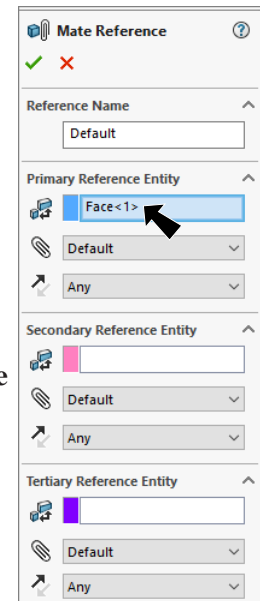 Mate Reference
Reference Name
Default
Primary Reference Entity
Face<1>
Default
Any
Secondary Reference Entity
e
Default
Any
Tertiary Reference Entity
Default
Any